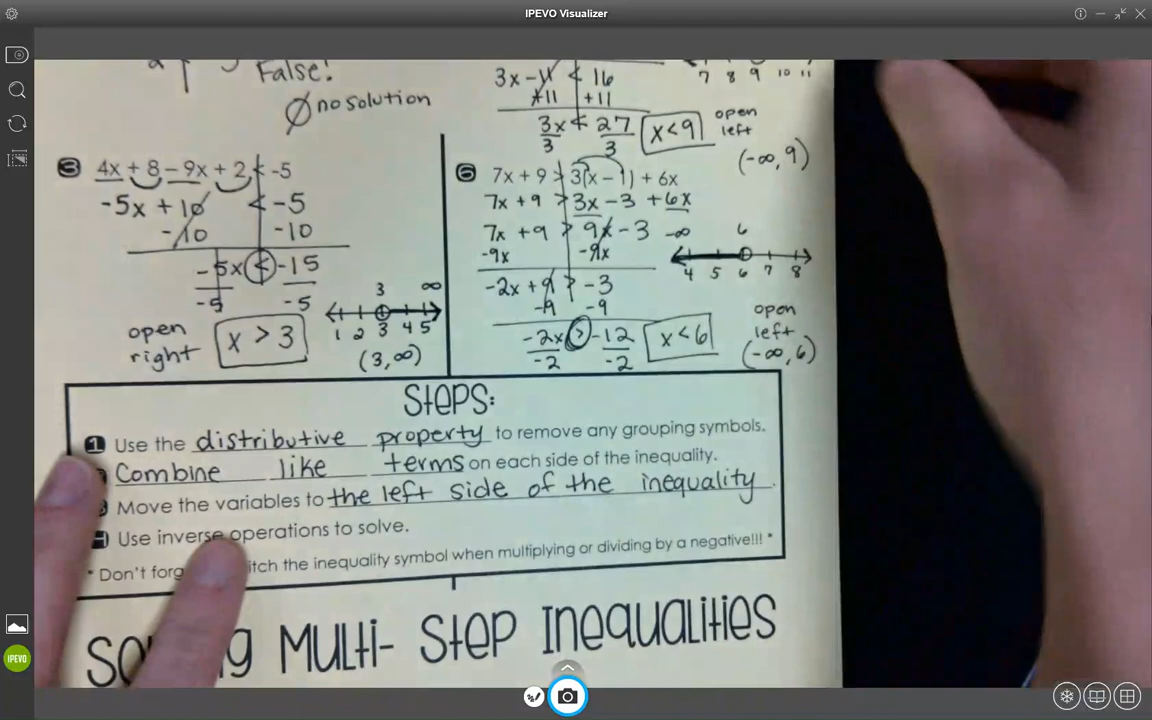 IPEVO Visualizer
False!
∅ no solution
3x - 11 < 16
+11 +11
3x < 27
3 3
x < 9
open
left
(-∞, 9)
7 8 9 10 11
3 4x + 8 - 9x + 2 < -5
-5x + 10 < -5
-10 -10
-5x < -15
-5 -5
open
right
x > 3
3 ∞
1 2 3 4 5
(3, ∞)
6 7x + 9 > 3(x - 1) + 6x
7x + 9 > 3x - 3 + 6x
7x + 9 > 9x - 3
-9x -9x
-2x + 9 > -3
-9 -9
-2x > -12
-2 -2
x < 6
-∞ 6
4 5 6 7 8
open
left
(-∞, 6)
Steps:
1 Use the distributive property to remove any grouping symbols.
Combine like terms on each side of the inequality.
Move the variables to the left side of the inequality.
Use inverse operations to solve.
* Don't forg itch the inequality symbol when multiplying or dividing by a negative!!! *
So g Multi- Step Inequalities
IPEVO